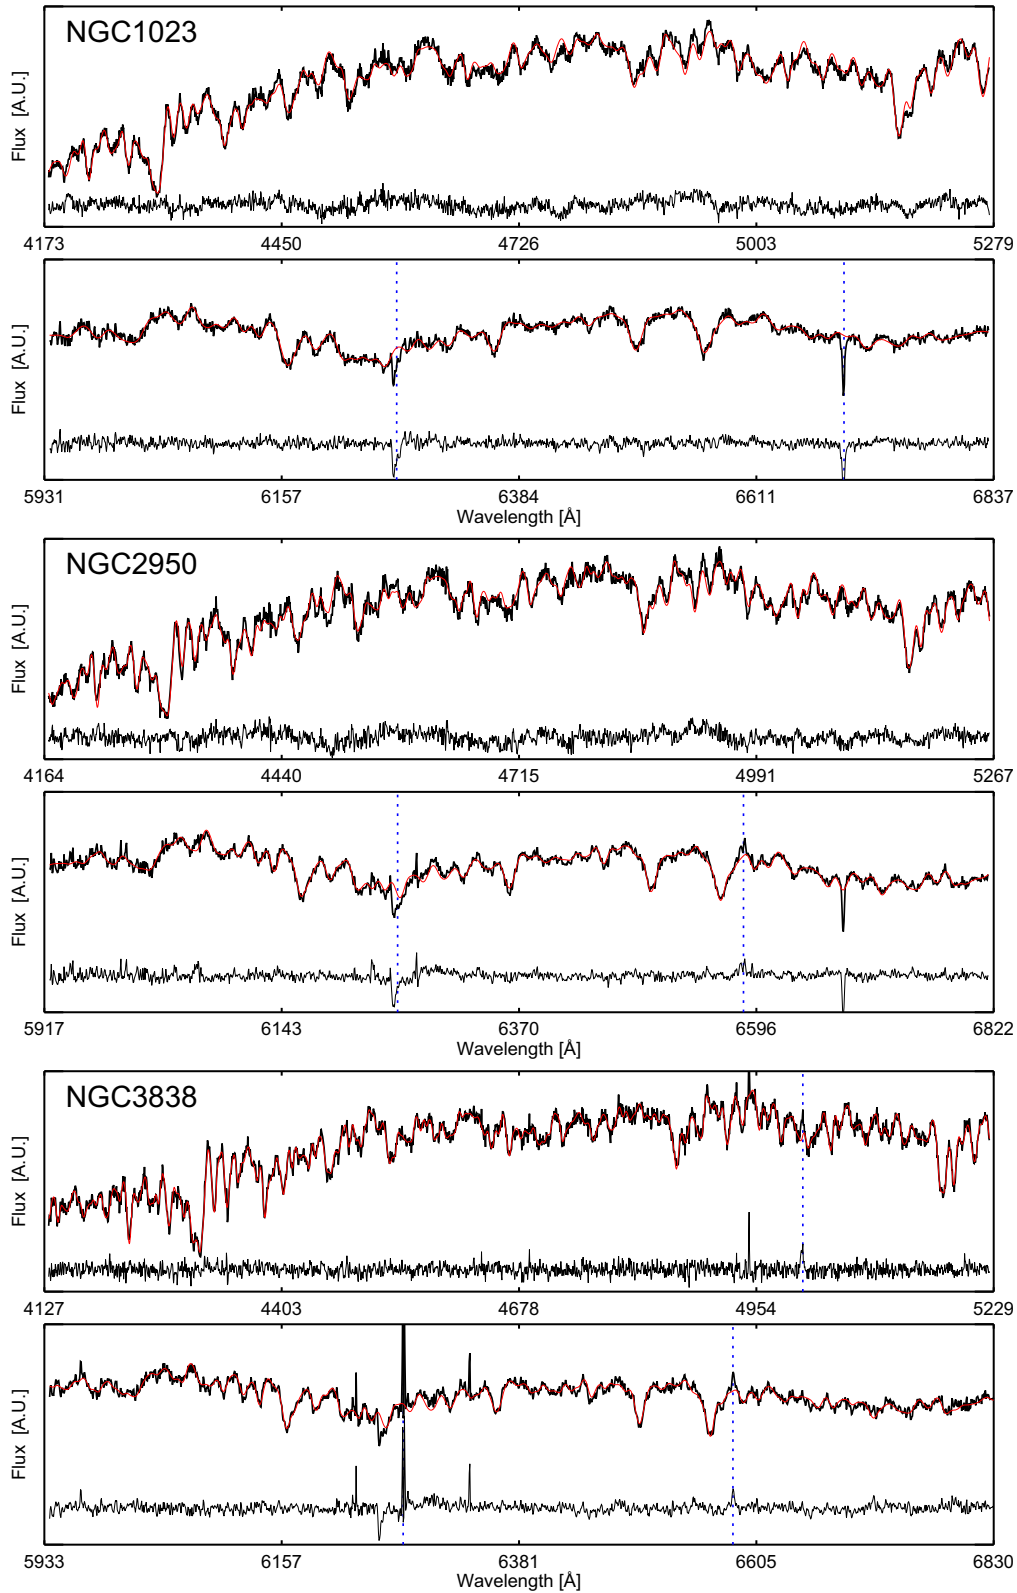 NGC1023
Flux [A.U.]
4173 4450 4726 5003 5279
Flux [A.U.]
5931 6157 6384 6611 6837
Wavelength [Å]
NGC2950
Flux [A.U.]
4164 4440 4715 4991 5267
Flux [A.U.]
5917 6143 6370 6596 6822
Wavelength [Å]
NGC3838
Flux [A.U.]
4127 4403 4678 4954 5229
Flux [A.U.]
5933 6157 6381 6605 6830
Wavelength [Å]